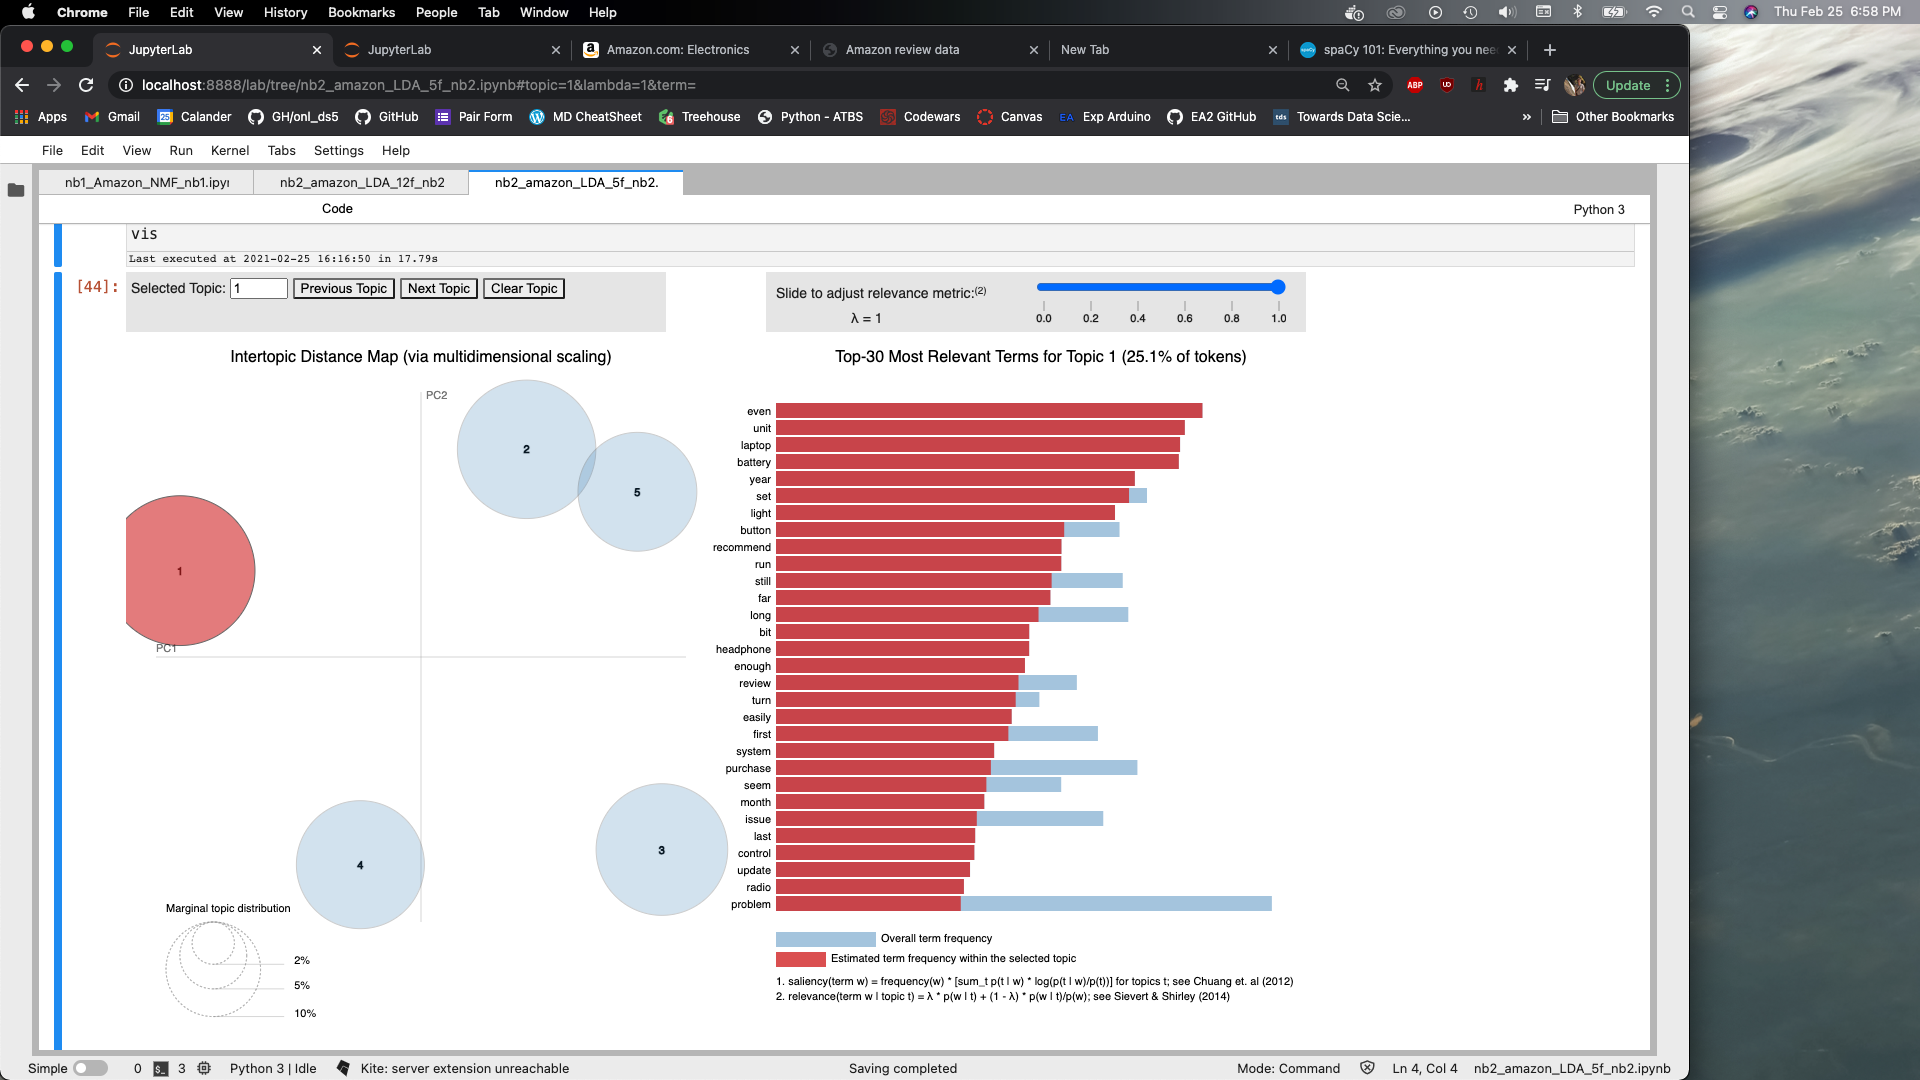 Chrome File Edit View History Bookmarks People Tab Window Help Thu Feb 25 6:58 PM
JupyterLab JupyterLab Amazon.com: Electronics Amazon review data New Tab spaCy 101: Everything you nee
localhost:8888/lab/tree/nb2_amazon_LDA_5f_nb2.ipynb#topic=1&lambda=1&term= ABP Update
Apps Gmail Calander GH/onl_ds5 GitHub Pair Form MD CheatSheet Treehouse Python - ATBS Codewars Canvas EA Exp Arduino EA2 GitHub tds Towards Data Scie... » Other Bookmarks
File Edit View Run Kernel Tabs Settings Help
nb1_Amazon_NMF_nb1.ipyı nb2_amazon_LDA_12f_nb2 nb2_amazon_LDA_5f_nb2.
Code Python 3
vis
Last executed at 2021-02-25 16:16:50 in 17.79s
[44]: Selected Topic: 1 Previous Topic Next Topic Clear Topic
Slide to adjust relevance metric:(2)
λ = 1
0.0 0.2 0.4 0.6 0.8 1.0
Intertopic Distance Map (via multidimensional scaling)
PC2
2
5
1
PC1
4
3
Marginal topic distribution
2%
5%
10%
Top-30 Most Relevant Terms for Topic 1 (25.1% of tokens)
even
unit
laptop
battery
year
set
light
button
recommend
run
still
far
long
bit
headphone
enough
review
turn
easily
first
system
purchase
seem
month
issue
last
control
update
radio
problem
Overall term frequency
Estimated term frequency within the selected topic
1. saliency(term w) = frequency(w) * [sum_t p(t | w) * log(p(t | w)/p(t))] for topics t; see Chuang et. al (2012)
2. relevance(term w | topic t) = λ * p(w | t) + (1 - λ) * p(w | t)/p(w); see Sievert & Shirley (2014)
Simple 0 3 Python 3 | Idle Kite: server extension unreachable Saving completed Mode: Command Ln 4, Col 4 nb2_amazon_LDA_5f_nb2.ipynb